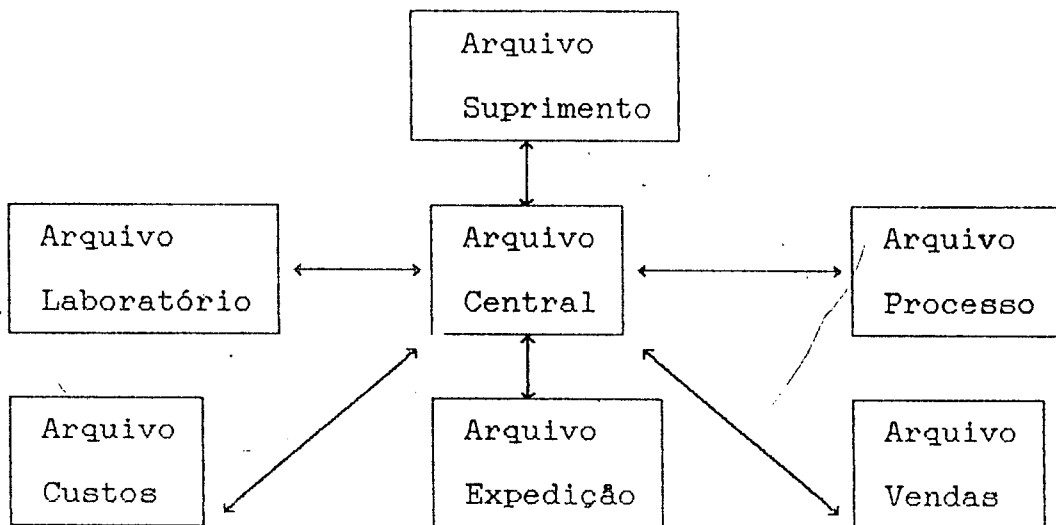 Arquivo
Suprimento
Arquivo
Laboratório
Arquivo
Central
Arquivo
Processo
Arquivo
Custos
Arquivo
Expedição
Arquivo
Vendas